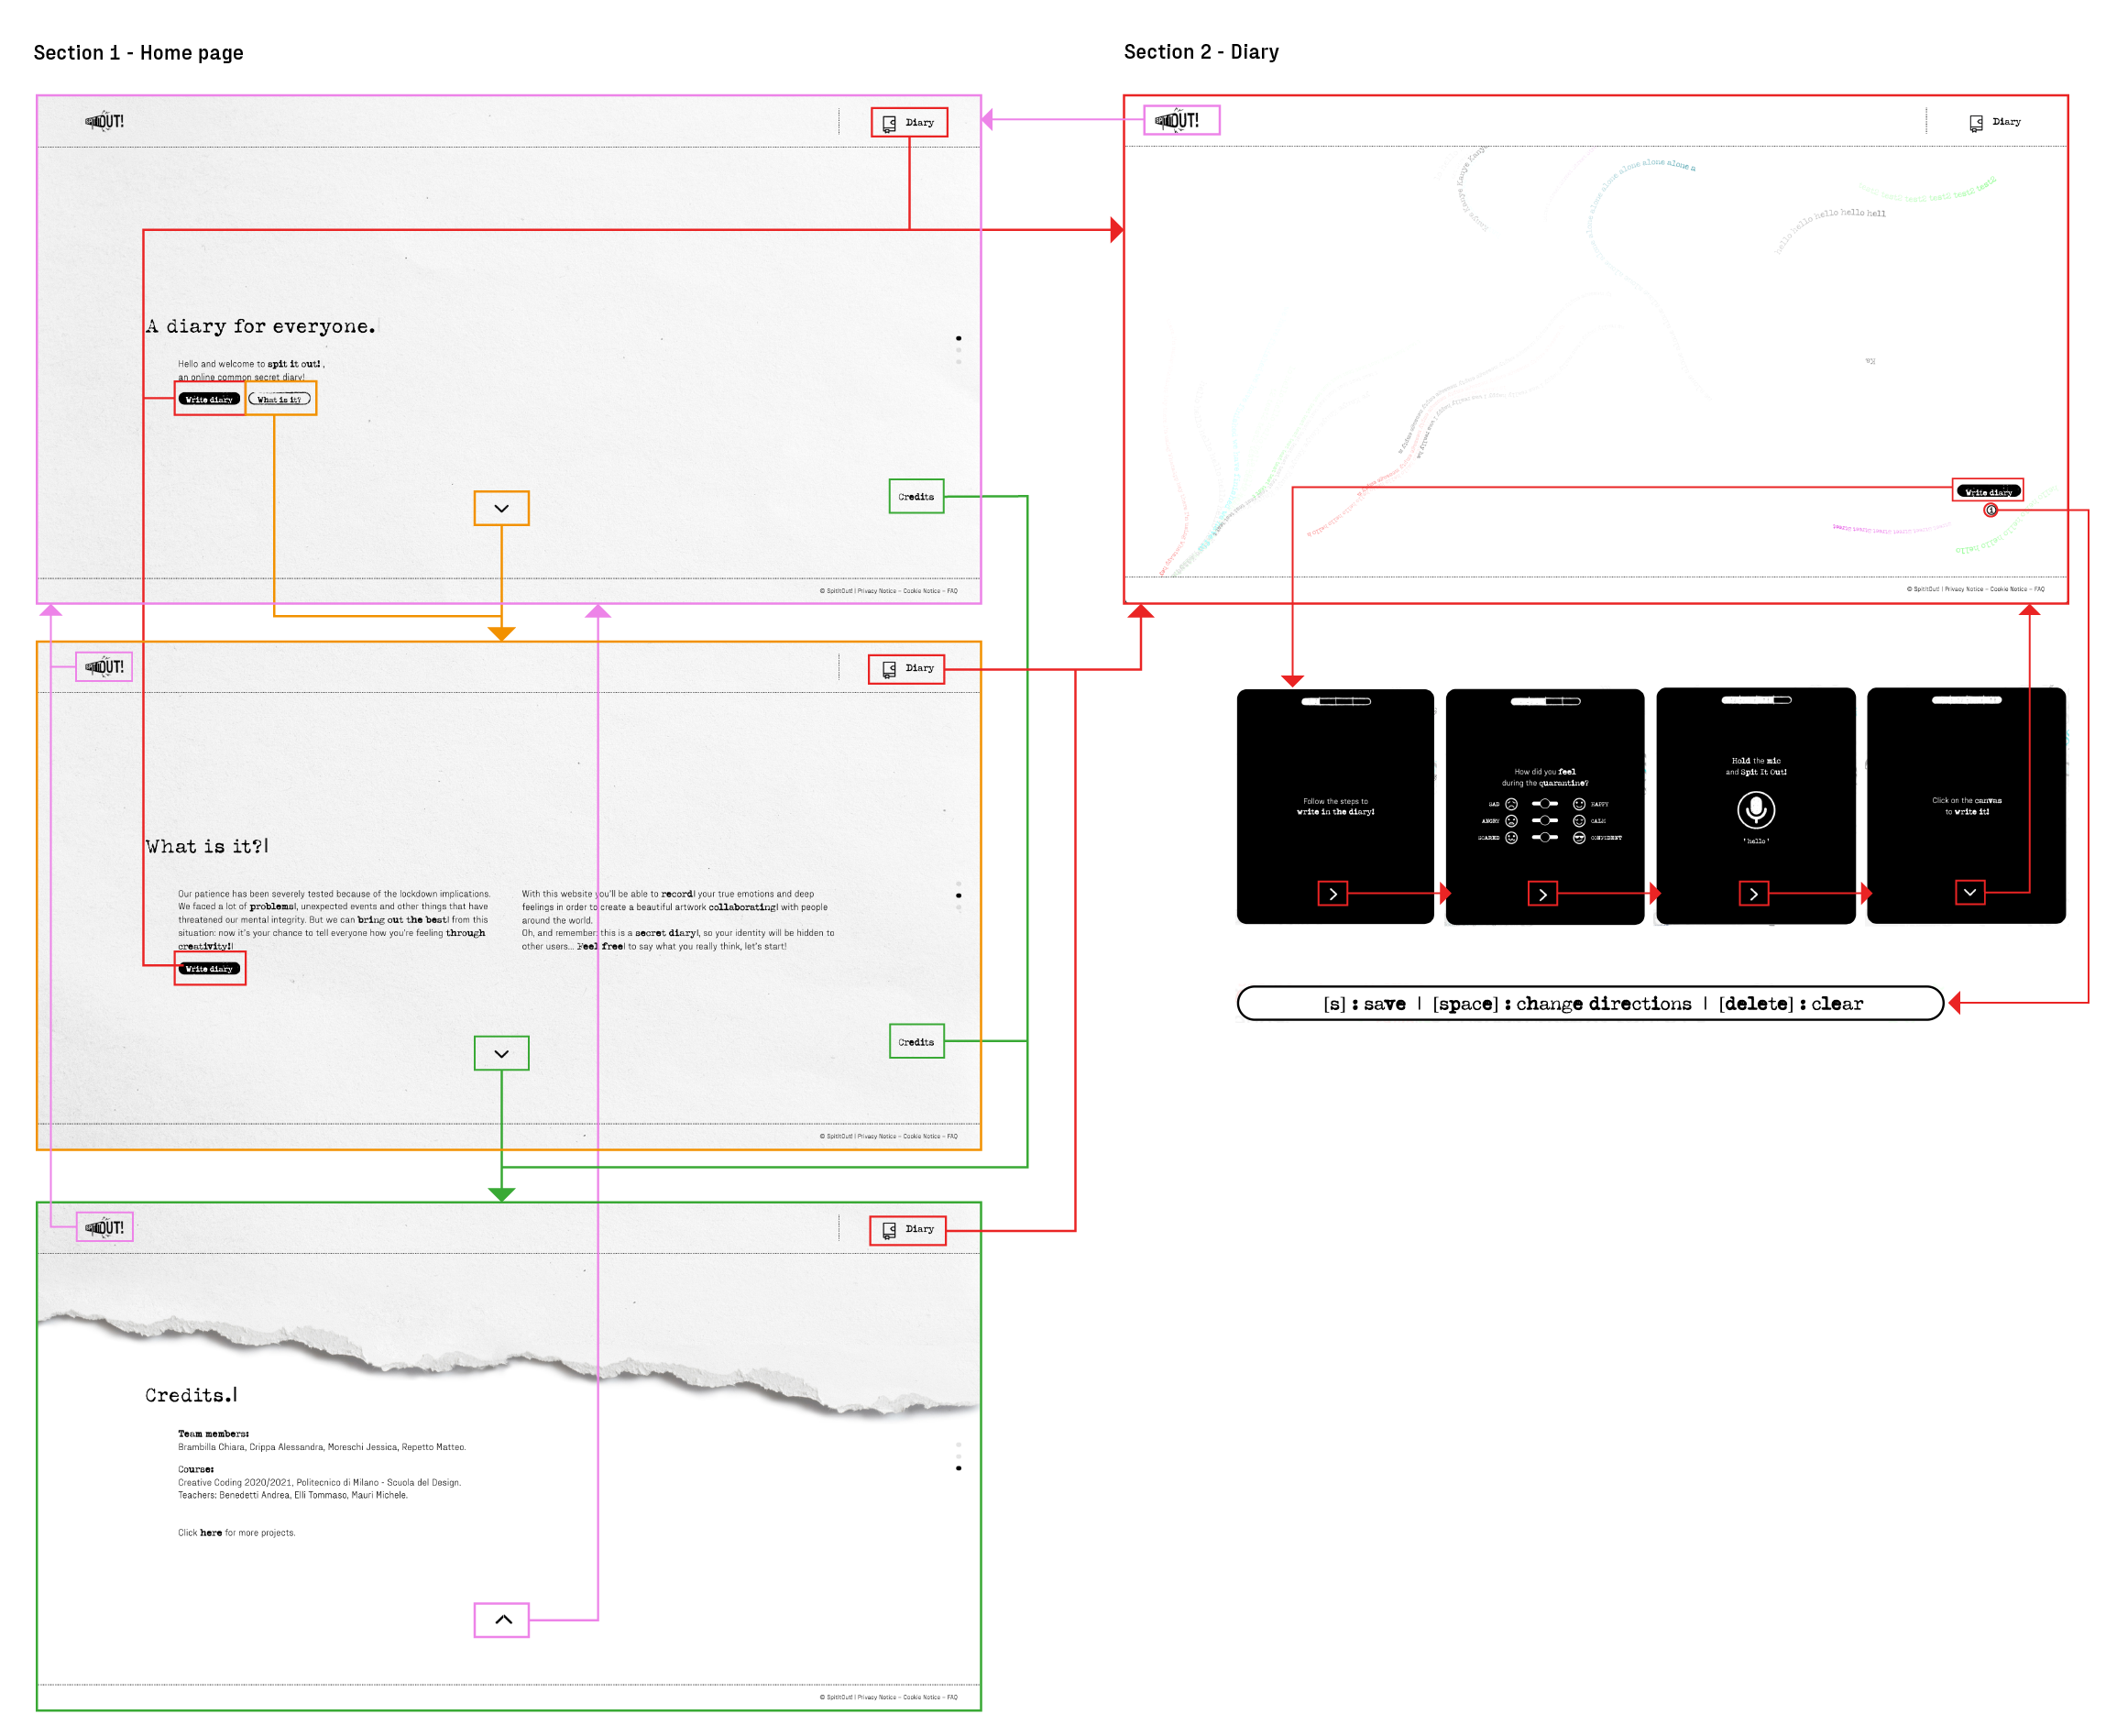 Section 1 - Home page
OUT!
Diary
A diary for everyone.
Hello and welcome to spit it out!,
an online common secret diary!
Write diary
What is it?
Credits
© SpitItOut! | Privacy Notice – Cookie Notice – FAQ
OUT!
Diary
What is it?|
Our patience has been severely tested because of the lockdown implications.
We faced a lot of problems|, unexpected events and other things that have
threatened our mental integrity. But we can bring out the best| from this
situation: now it's your chance to tell everyone how you're feeling through
creativity!|
With this website you'll be able to record| your true emotions and deep
feelings in order to create a beautiful artwork collaborating| with people
around the world.
Oh, and remember: this is a secret diary|, so your identity will be hidden to
other users... Feel free| to say what you really think, let's start!
Write diary
Credits
© SpitItOut! | Privacy Notice – Cookie Notice – FAQ
OUT!
Diary
Credits.|
Team members:
Brambilla Chiara, Crippa Alessandra, Moreschi Jessica, Repetto Matteo.
Course:
Creative Coding 2020/2021, Politecnico di Milano - Scuola del Design.
Teachers: Benedetti Andrea, Elli Tommaso, Mauri Michele.
Click here for more projects.
© SpitItOut! | Privacy Notice – Cookie Notice – FAQ
Section 2 - Diary
OUT!
Diary
Kanye Kanye Kanye
alone alone alone alone alone alone a
test2 test2 test2 test2 test2 test2
hello hello hello hello hell
Write diary
© SpitItOut! | Privacy Notice – Cookie Notice – FAQ
Follow the steps to
write in the diary!
How did you feel
during the quarantine?
SAD HAPPY
ANGRY CALM
SCARED CONFIDENT
Hold the mic
and Spit It Out!
'hello'
Click on the canvas
to write it!
[s] : save | [space] : change directions | [delete] : clear